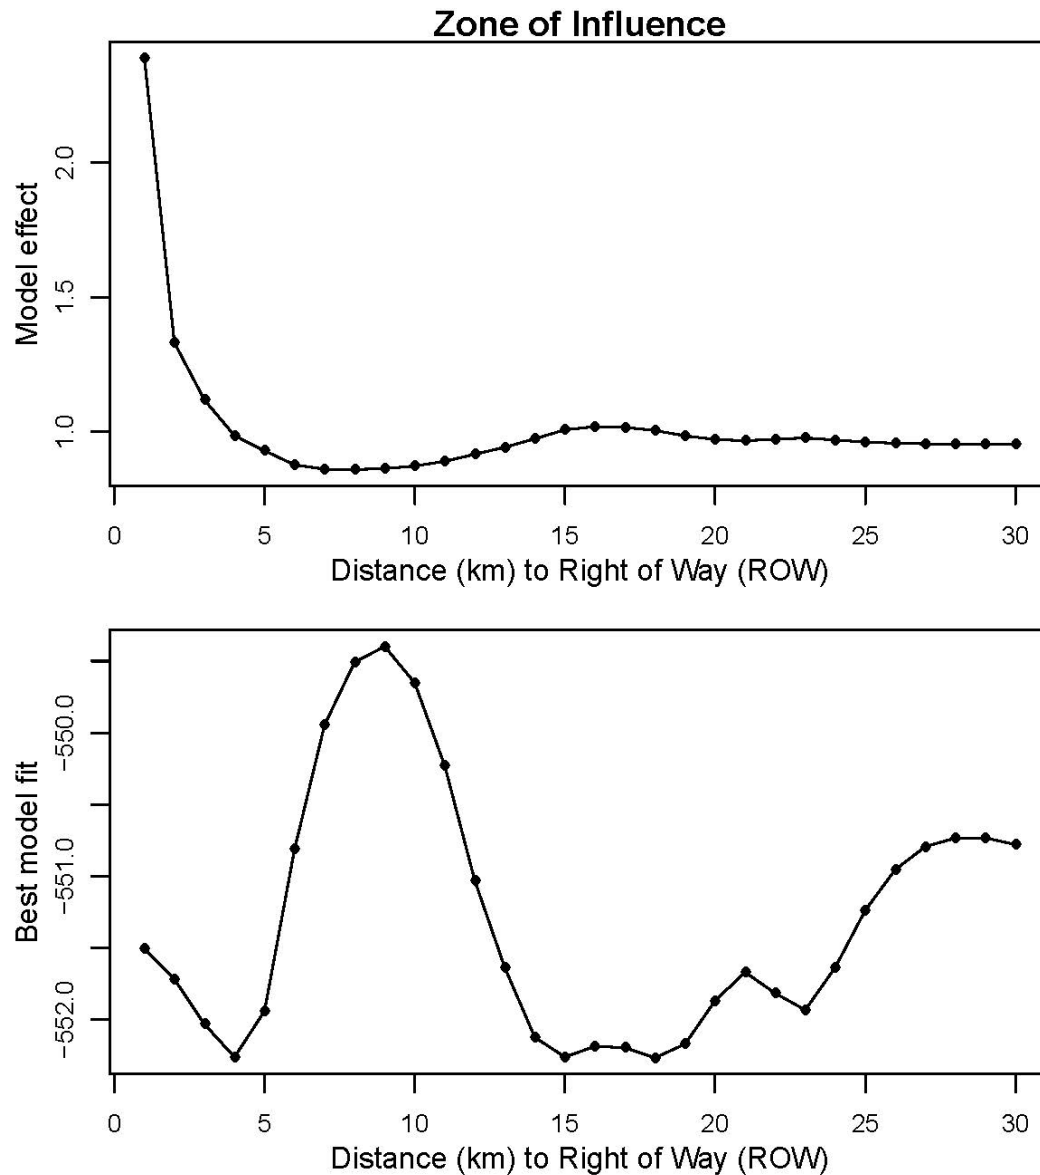 Zone of Influence
Model effect
2.0
1.5
1.0
0 5 10 15 20 25 30
Distance (km) to Right of Way (ROW)
Best model fit
-550.0
-551.0
-552.0
0 5 10 15 20 25 30
Distance (km) to Right of Way (ROW)